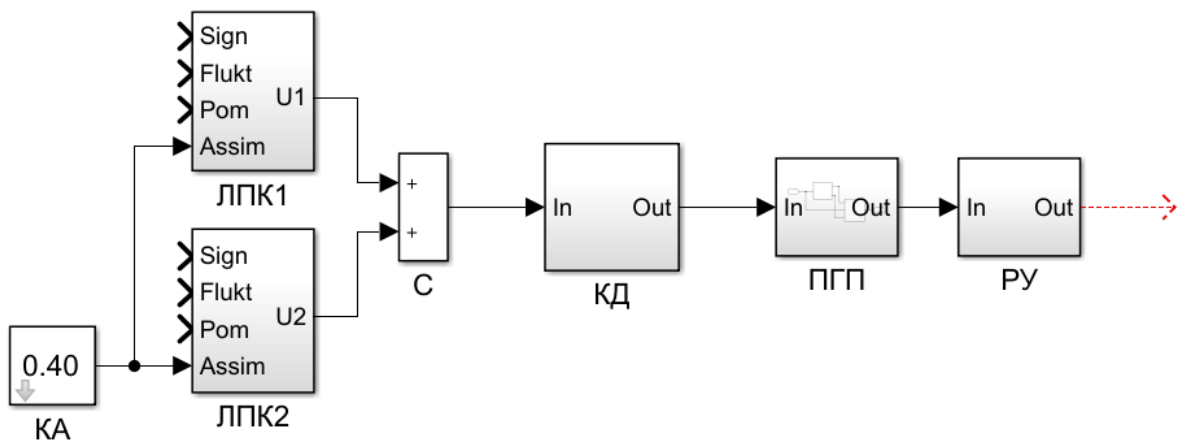 Sign
Flukt
Pom
Assim
U1
ЛПК1
Sign
Flukt
Pom
Assim
U2
ЛПК2
0.40
КА
+
+
С
In
Out
КД
In
Out
ПГП
In
Out
РУ